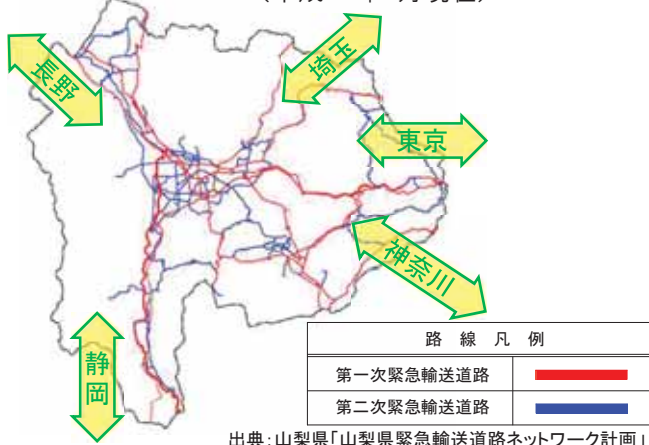 長野
埼玉
東京
神奈川
静岡
路線凡例
第一次緊急輸送道路
第二次緊急輸送道路
出典:山梨県「山梨県緊急輸送道路ネットワーク計画」